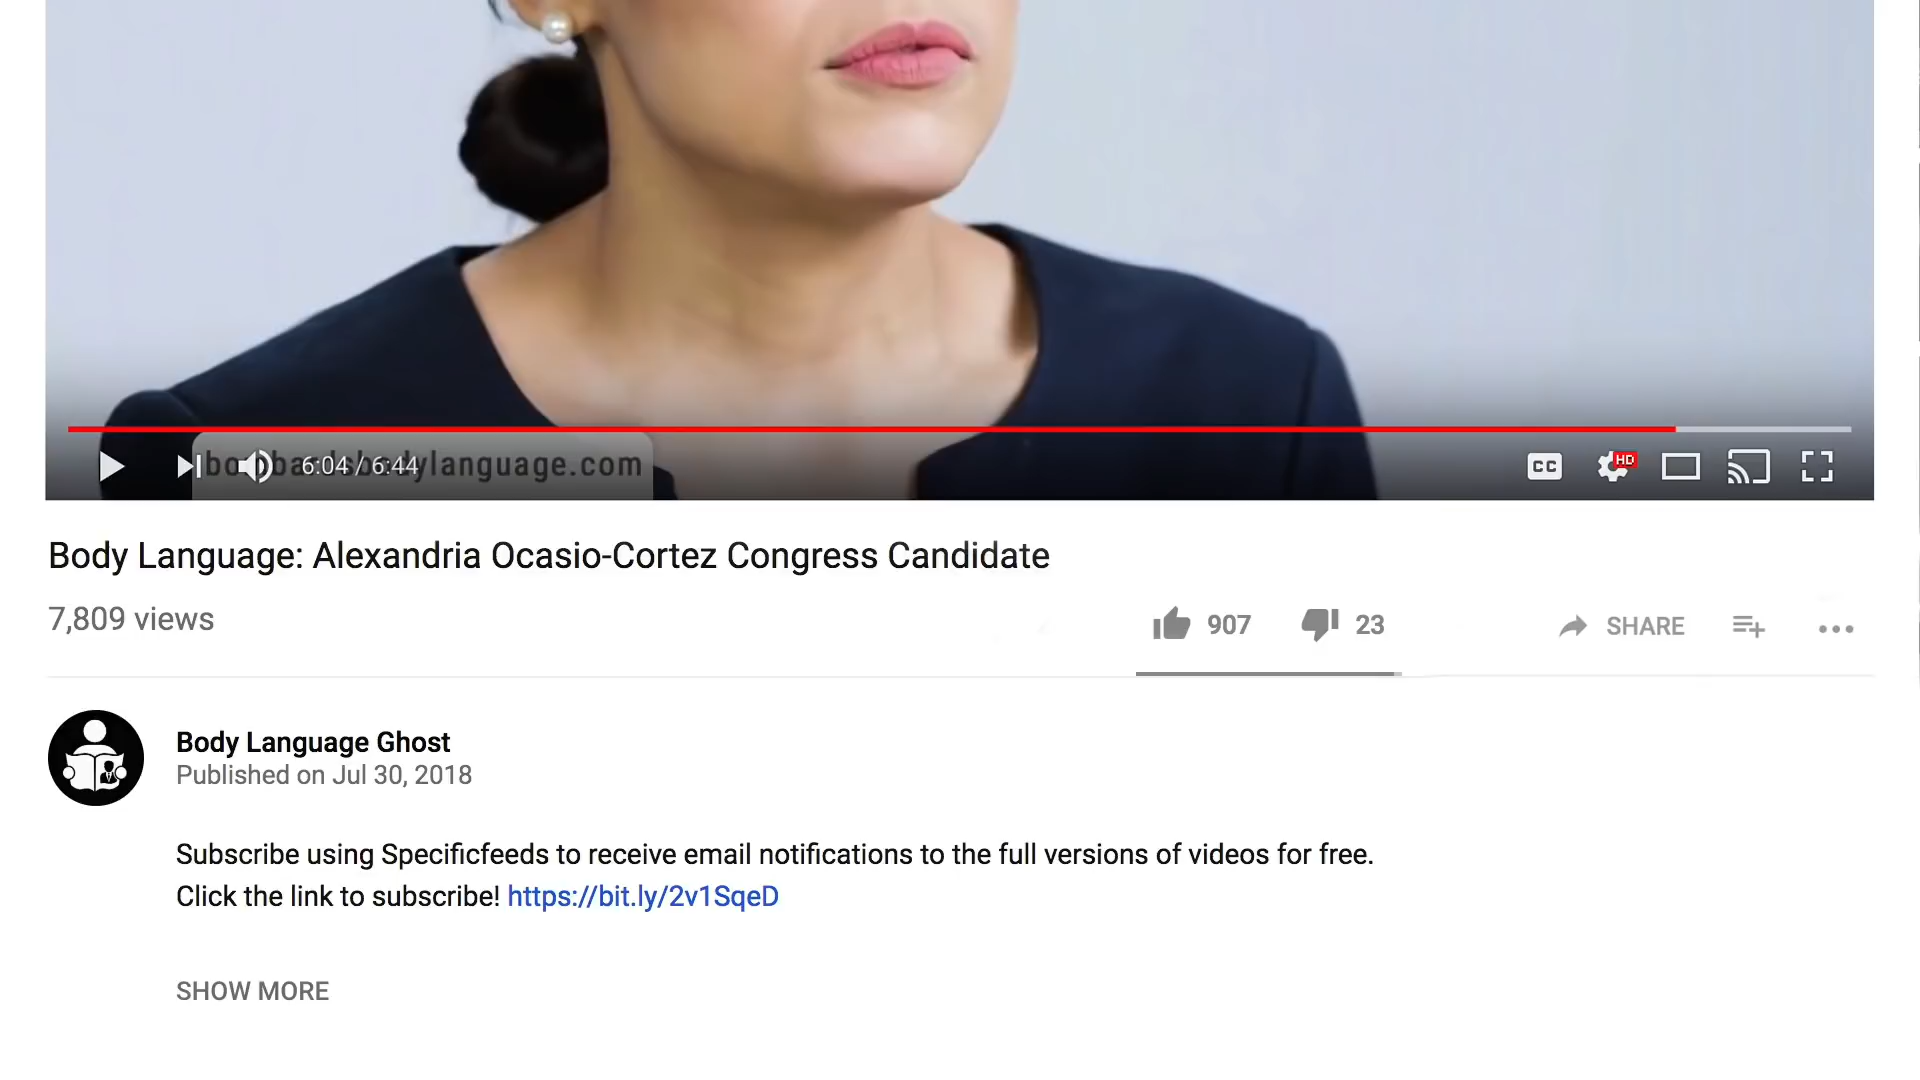 6:04 / 6:44
CC
HD
Body Language: Alexandria Ocasio-Cortez Congress Candidate
7,809 views
907
23
SHARE
Body Language Ghost
Published on Jul 30, 2018
Subscribe using Specificfeeds to receive email notifications to the full versions of videos for free.
Click the link to subscribe! https://bit.ly/2v1SqeD
SHOW MORE